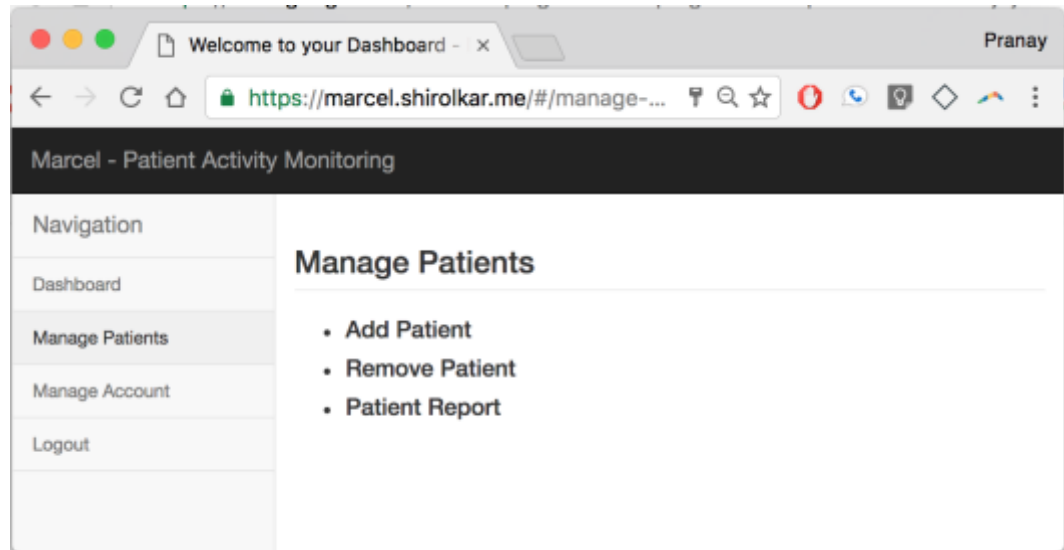 Welcome to your Dashboard -
Pranay
https://marcel.shirolkar.me/#/manage-...
Marcel - Patient Activity Monitoring
Navigation
Dashboard
Manage Patients
Manage Account
Logout
Manage Patients
• Add Patient
• Remove Patient
• Patient Report